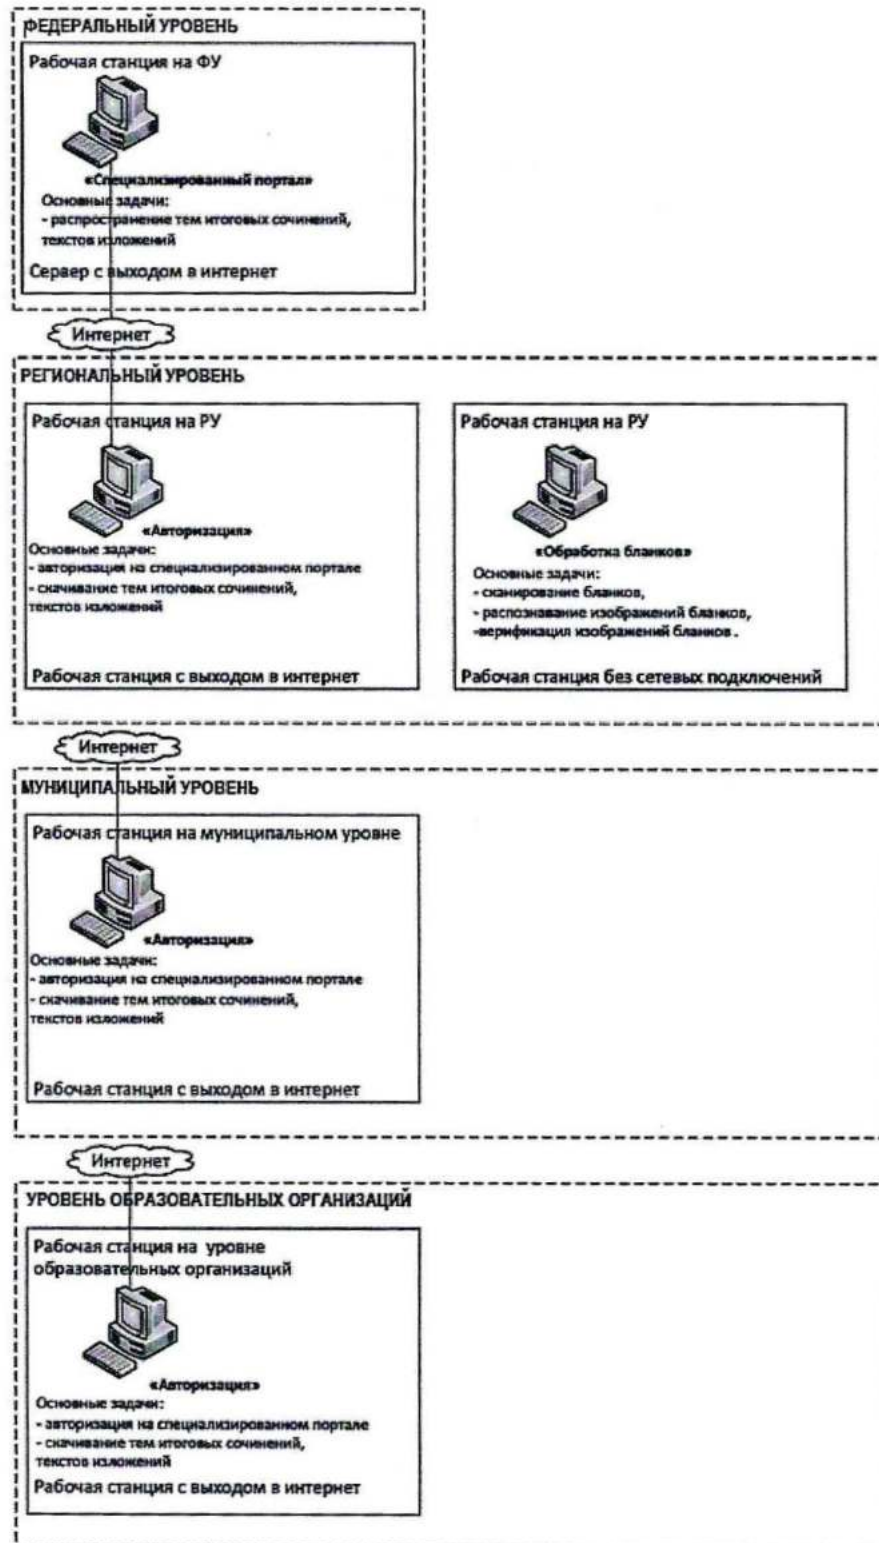 ФЕДЕРАЛЬНЫЙ УРОВЕНЬ
Рабочая станция на ФУ
«Специализированный портал»
Основные задачи:
- распространение тем итоговых сочинений,
текстов изложений
Сервер с выходом в интернет
Интернет
РЕГИОНАЛЬНЫЙ УРОВЕНЬ
Рабочая станция на РУ
«Авторизация»
Основные задачи:
- авторизация на специализированном портале
- скачивание тем итоговых сочинений,
текстов изложений
Рабочая станция с выходом в интернет
Рабочая станция на РУ
«Обработка бланков»
Основные задачи:
- сканирование бланков,
- распознавание изображений бланков,
-верификация изображений бланков .
Рабочая станция без сетевых подключений
Интернет
МУНИЦИПАЛЬНЫЙ УРОВЕНЬ
Рабочая станция на муниципальном уровне
«Авторизация»
Основные задачи:
- авторизация на специализированном портале
- скачивание тем итоговых сочинений,
текстов изложений
Рабочая станция с выходом в интернет
Интернет
УРОВЕНЬ ОБРАЗОВАТЕЛЬНЫХ ОРГАНИЗАЦИЙ
Рабочая станция на уровне
образовательных организаций
«Авторизация»
Основные задачи:
- авторизация на специализированном портале
- скачивание тем итоговых сочинений,
текстов изложений
Рабочая станция с выходом в интернет